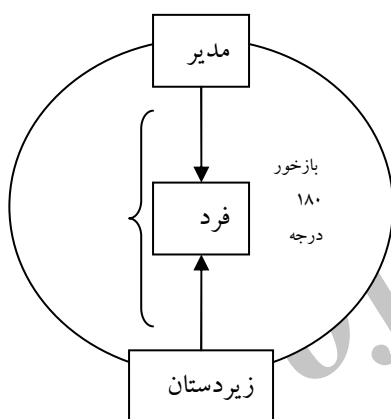 مدیر
بازخور
۱۸۰
درجه
فرد
زیردستان